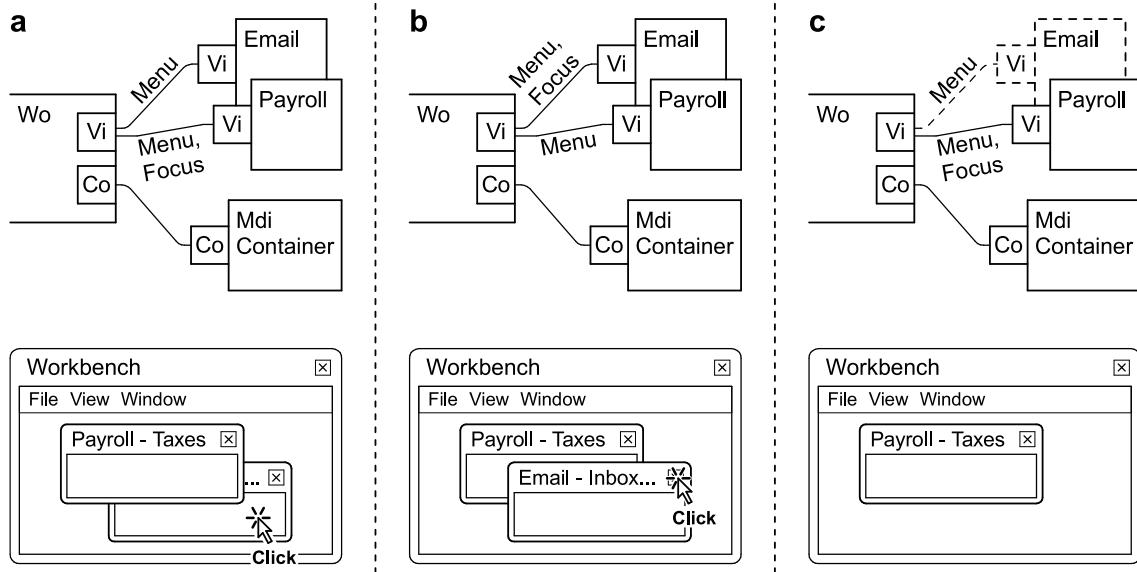 a
Email
Vi
Menu
Payroll
Wo
Vi
Vi
Menu,
Focus
Co
Mdi
Container
Co
Workbench
File View Window
Payroll - Taxes
...
Click
b
Email
Vi
Menu,
Focus
Payroll
Wo
Vi
Vi
Menu
Co
Mdi
Container
Co
Workbench
File View Window
Payroll - Taxes
Email - Inbox...
Click
c
Email
Vi
Menu
Payroll
Wo
Vi
Vi
Menu,
Focus
Co
Mdi
Container
Co
Workbench
File View Window
Payroll - Taxes